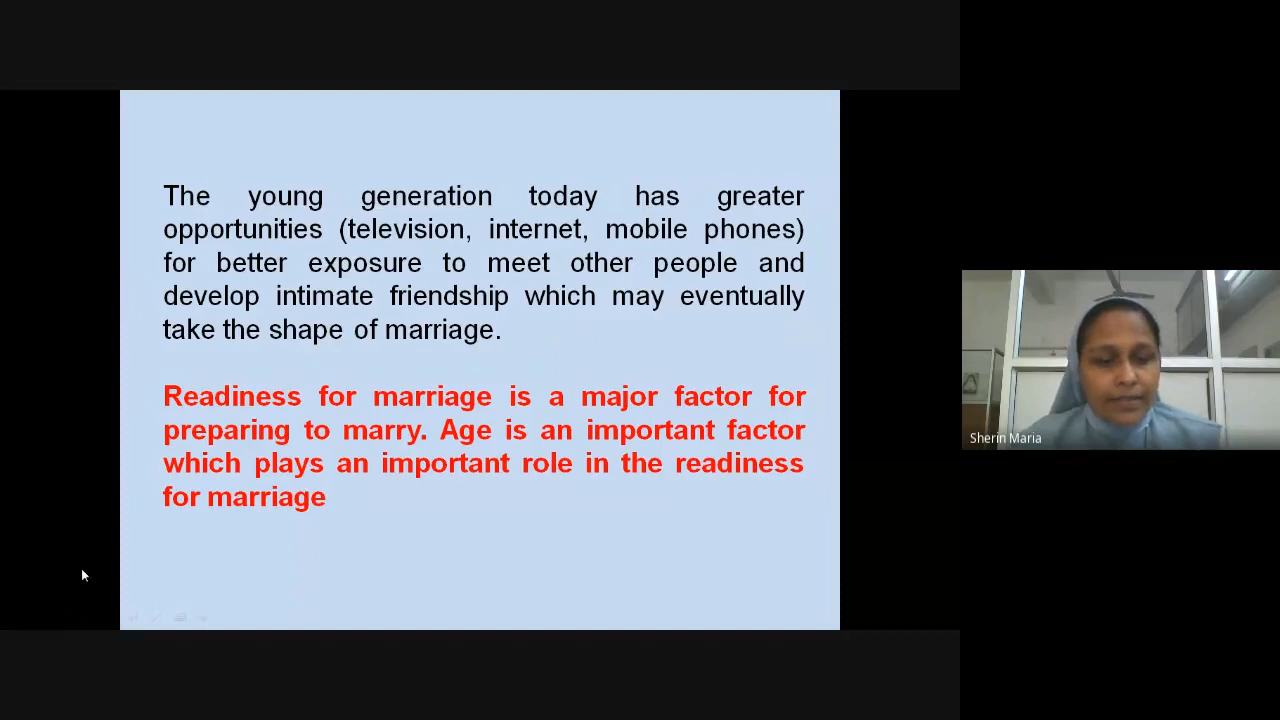 The young generation today has greater
opportunities (television, internet, mobile phones)
for better exposure to meet other people and
develop intimate friendship which may eventually
take the shape of marriage.
Readiness for marriage is a major factor for
preparing to marry. Age is an important factor
which plays an important role in the readiness
for marriage
Sherin Maria